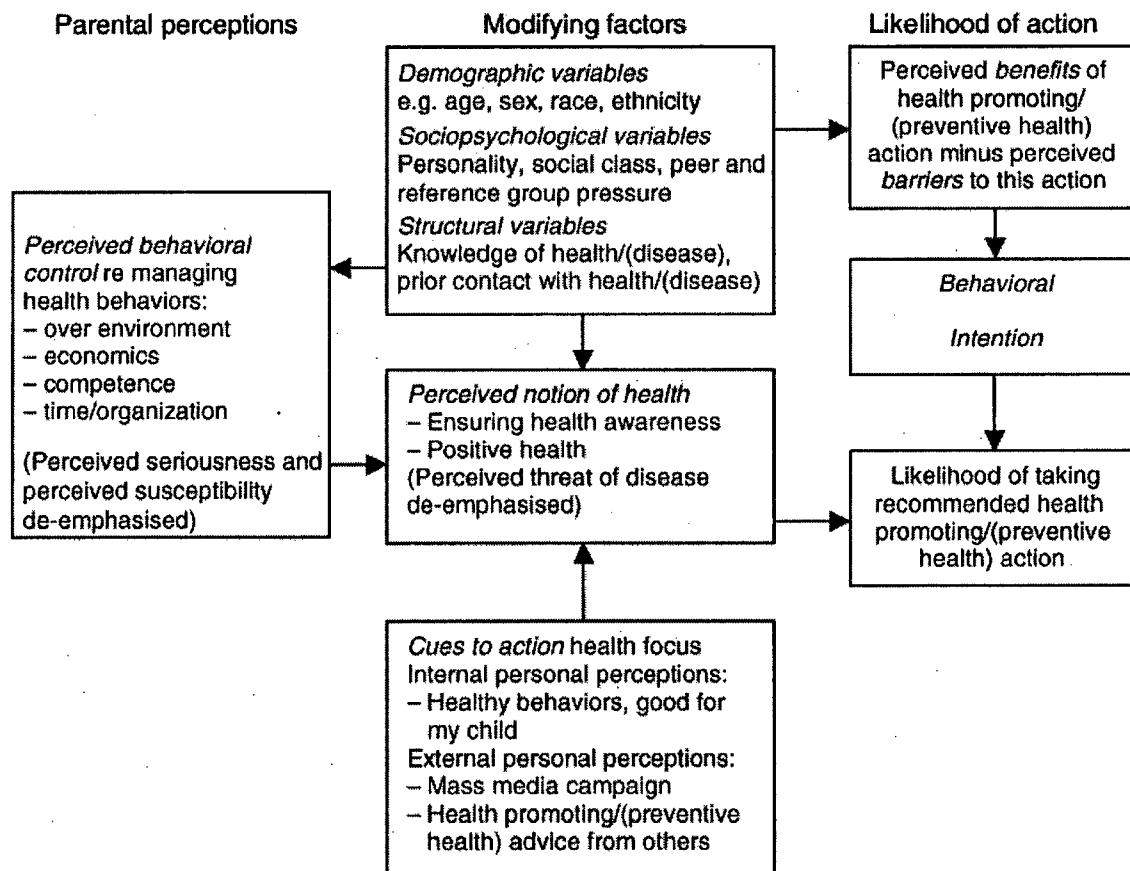 Parental perceptions
Modifying factors
Likelihood of action
Demographic variables
e.g. age, sex, race, ethnicity
Sociopsychological variables
Personality, social class, peer and
reference group pressure
Structural variables
Knowledge of health/(disease),
prior contact with health/(disease)
Perceived benefits of
health promoting/
(preventive health)
action minus perceived
barriers to this action
Perceived behavioral
control re managing
health behaviors:
– over environment
– economics
– competence
– time/organization
(Perceived seriousness and
perceived susceptibility
de-emphasised)
Behavioral
Intention
Perceived notion of health
– Ensuring health awareness
– Positive health
(Perceived threat of disease
de-emphasised)
Likelihood of taking
recommended health
promoting/(preventive
health) action
Cues to action health focus
Internal personal perceptions:
– Healthy behaviors, good for
my child
External personal perceptions:
– Mass media campaign
– Health promoting/(preventive
health) advice from others